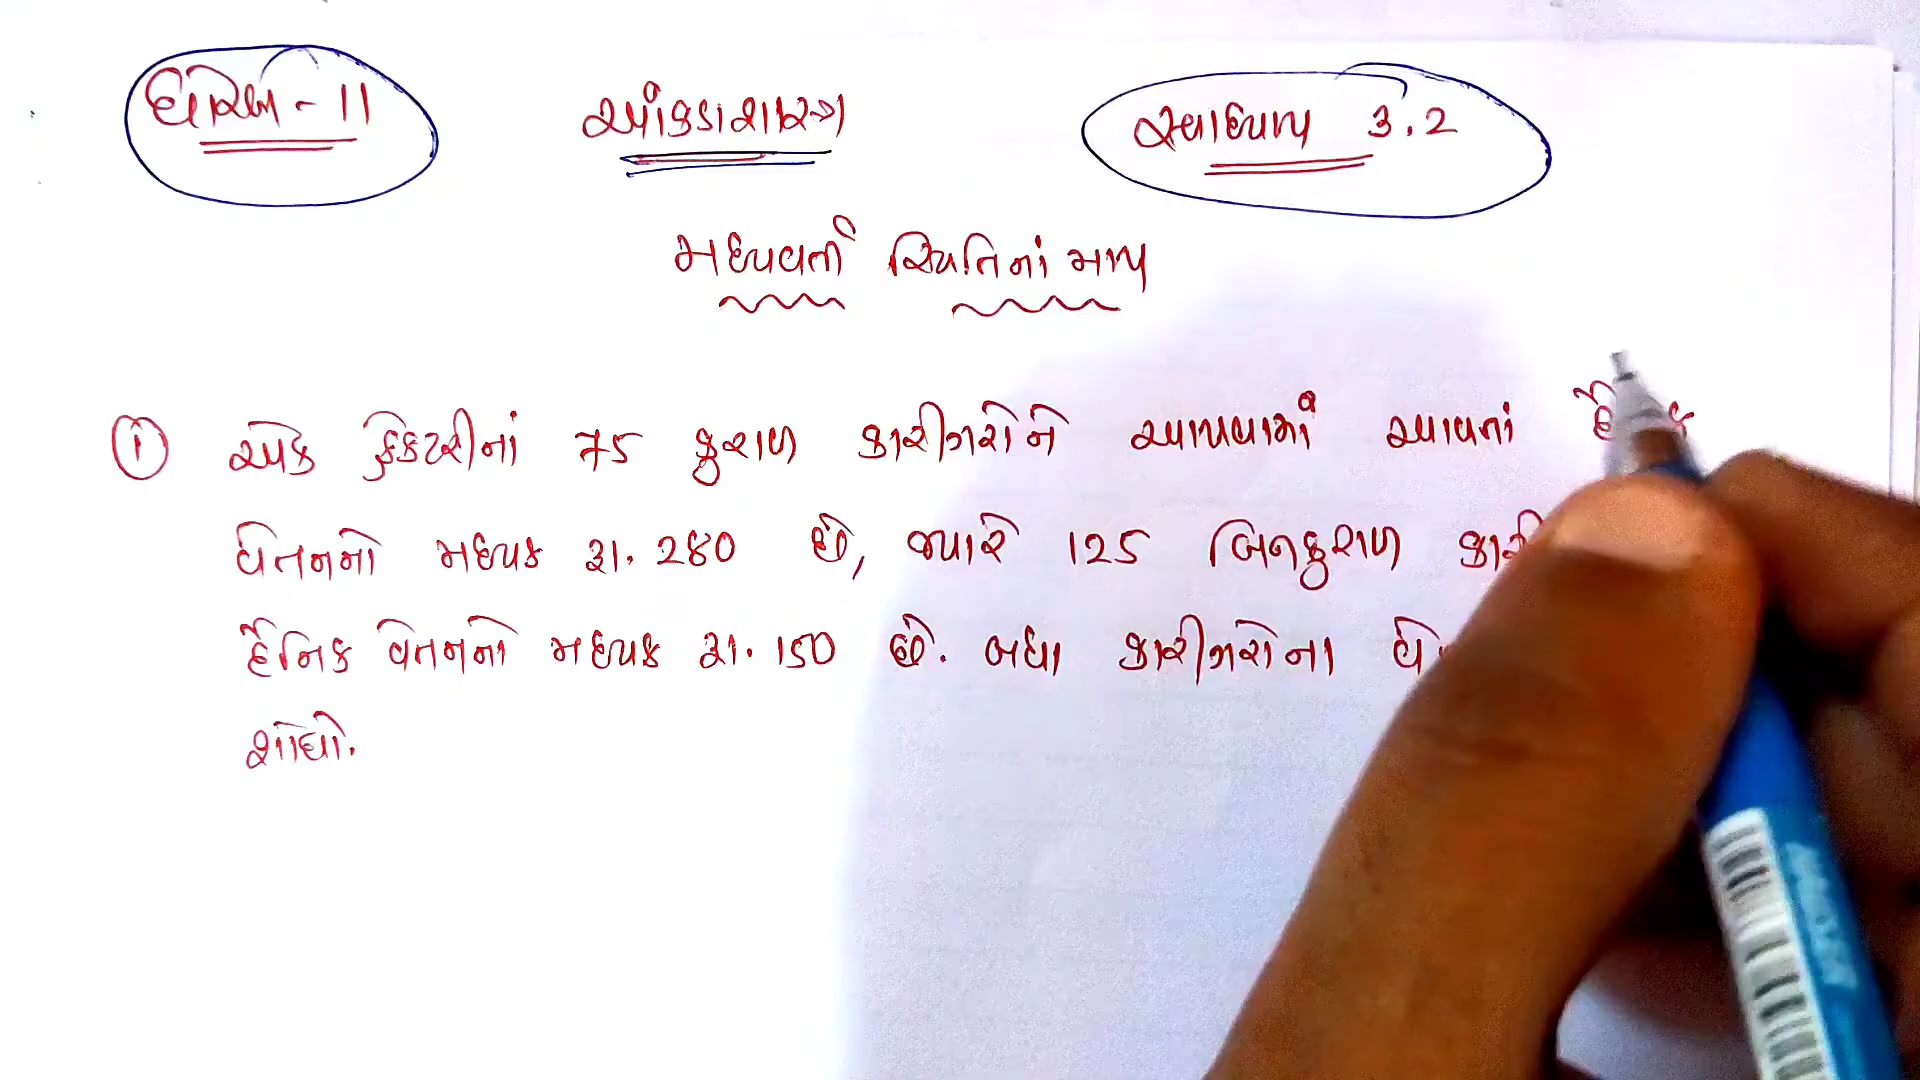 ધોરણ - 11
આંકડાશાસ્ત્ર
સ્વાધ્યાય 3.2
મધ્યવર્તી સ્થિતિનાં માપ
① એક ફેક્ટરીનાં 75 કુશળ કારીગરોને આપવામાં આવતાં
વેતનનો મધ્યક રૂા. 280 છે, જ્યારે 125 બિનકુશળ
દૈનિક વેતનનો મધ્યક રૂા. 150 છે. બધા કારીગરોના
શોધો.